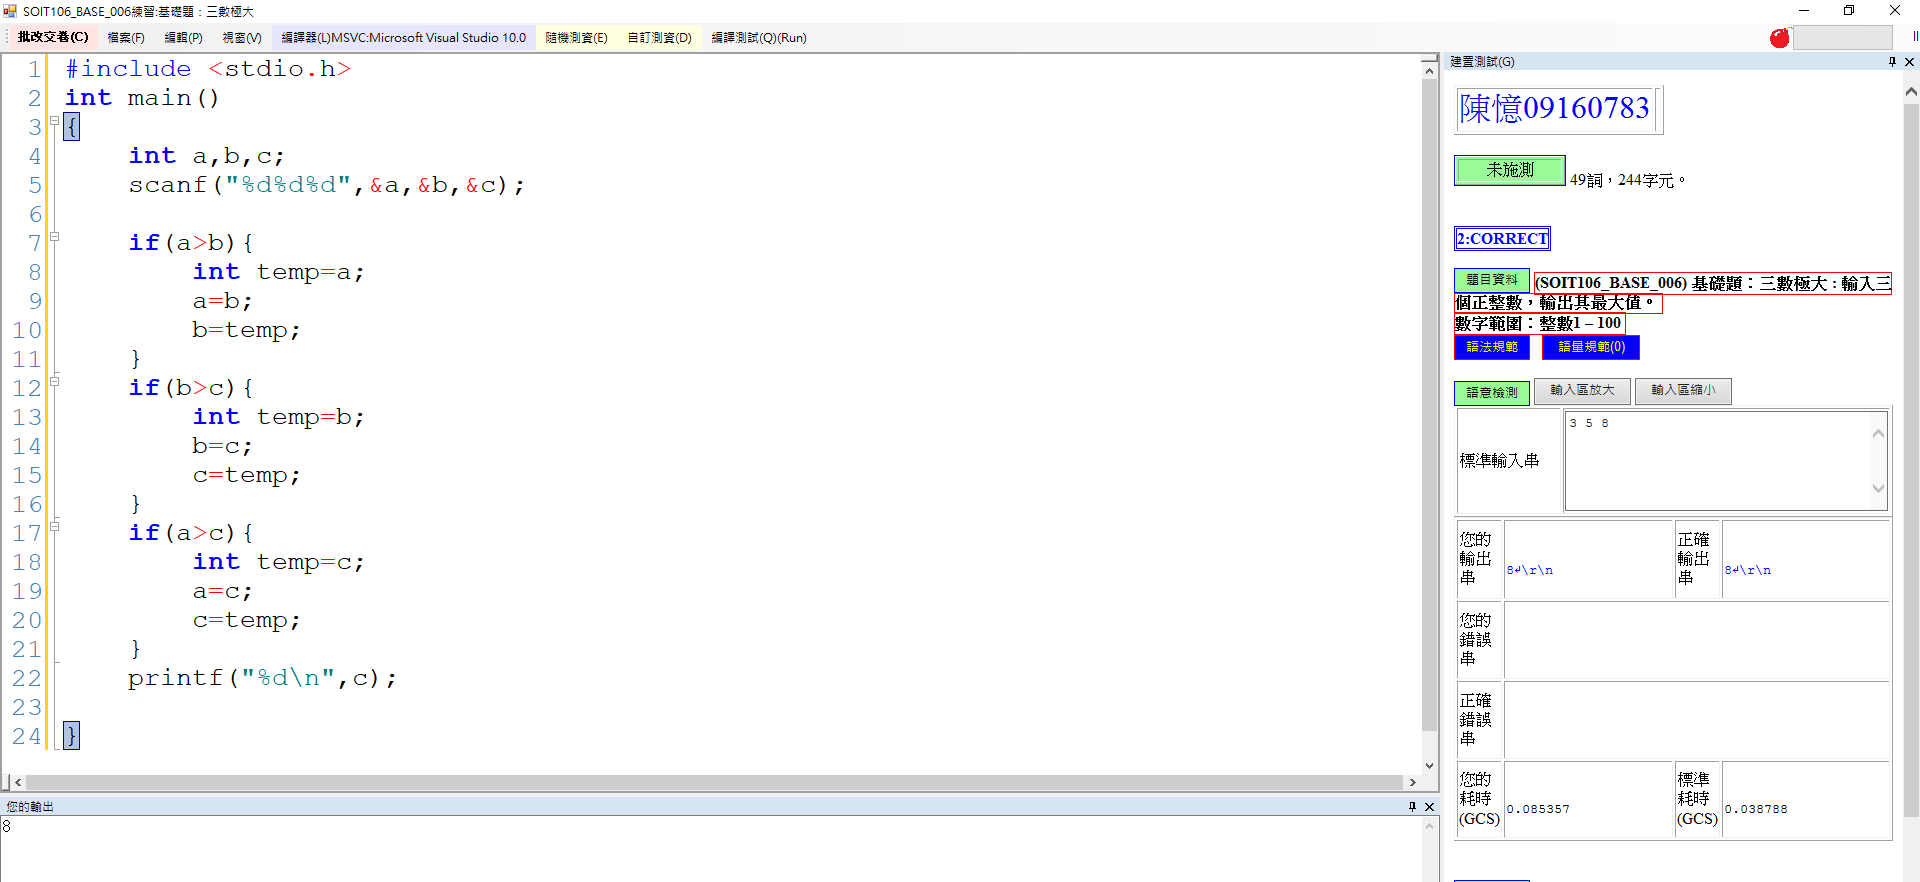 SOIT106_BASE_006練習:基礎題：三數極大
批改交卷(C) 檔案(F) 編輯(P) 視窗(V) 編譯器(L)MSVC:Microsoft Visual Studio 10.0 隨機測資(E) 自訂測資(D) 編譯測試(Q)(Run)
1 #include <stdio.h>
2 int main()
3 {
4 int a,b,c;
5 scanf("%d%d%d",&a,&b,&c);
6
7 if(a>b){
8 int temp=a;
9 a=b;
10 b=temp;
11 }
12 if(b>c){
13 int temp=b;
14 b=c;
15 c=temp;
16 }
17 if(a>c){
18 int temp=c;
19 a=c;
20 c=temp;
21 }
22 printf("%d\n",c);
23
24 }
您的輸出
8
建置測試(G)
陳憶09160783
未施測 49詞，244字元。
2:CORRECT
題目資料 (SOIT106_BASE_006) 基礎題：三數極大 : 輸入三
個正整數，輸出其最大值。
數字範圍：整數1 – 100
語法規範 語量規範(0)
語意檢測 輸入區放大 輸入區縮小
標準輸入串 3 5 8
您的
輸出
串
8↲\r\n
正確
輸出
串
8↲\r\n
您的
錯誤
串
正確
錯誤
串
您的
耗時
(GCS)
0.085357
標準
耗時
(GCS)
0.038788